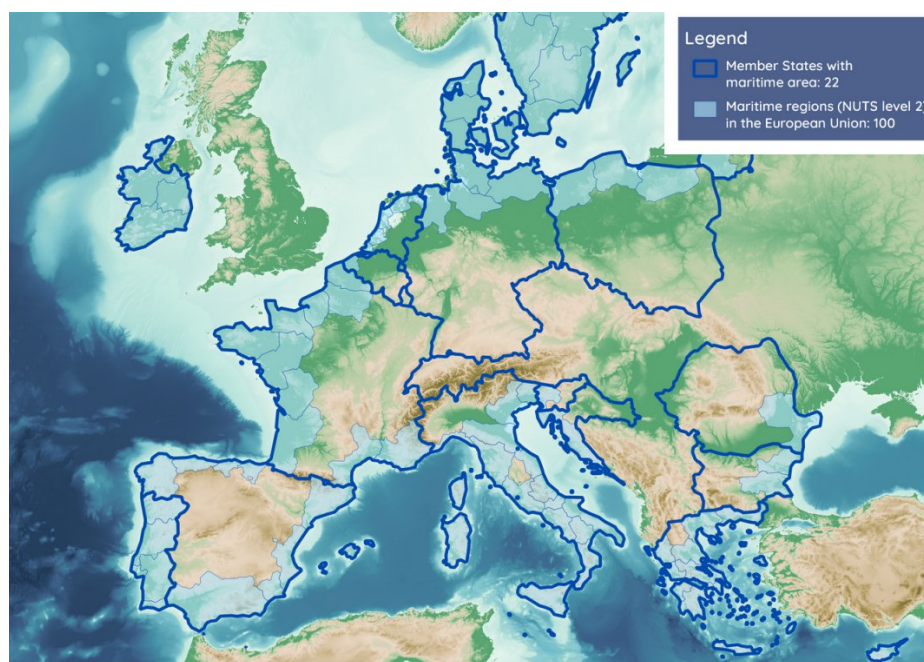 Legend
Member States with
maritime area: 22
Maritime regions (NUTS level 2)
in the European Union: 100